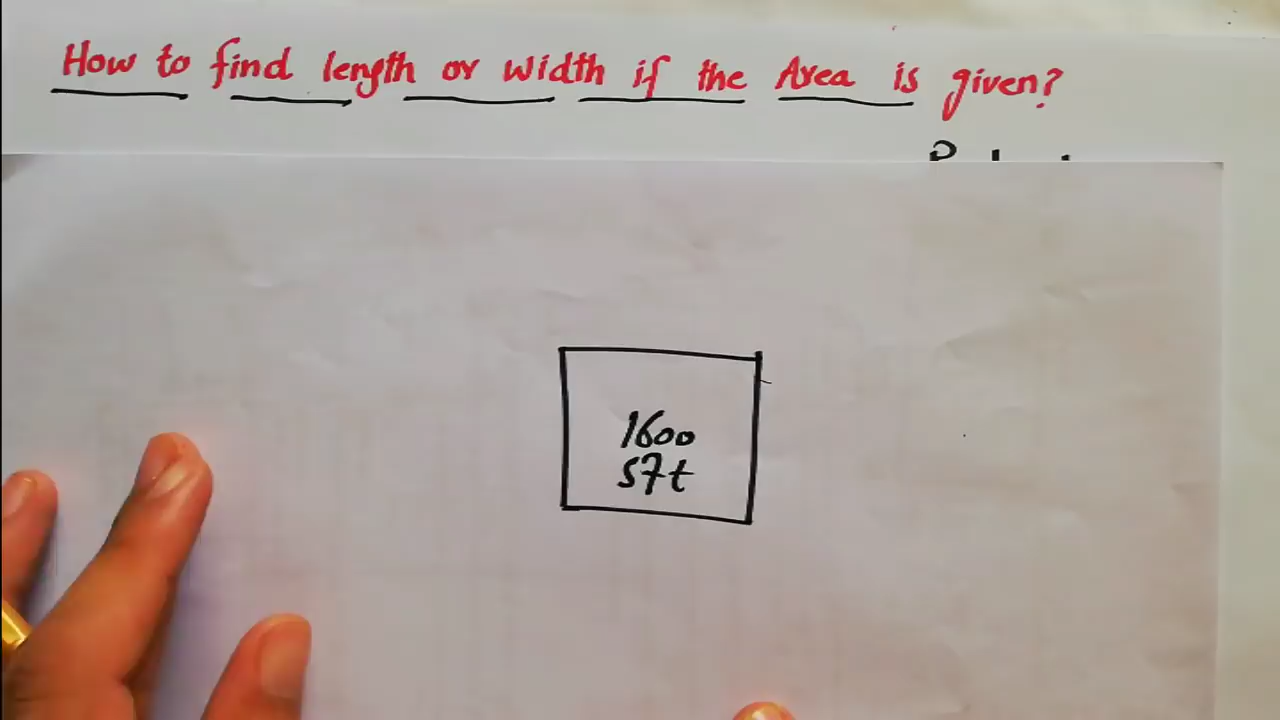 How to find length or width if the Area is given?
1600
sft